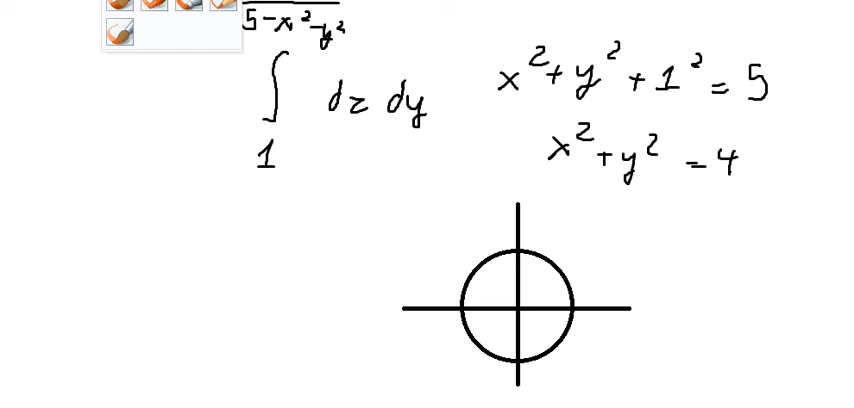 √5-x²-y²
∫ dz dy
1
x²+y²+1²=5
x²+y²=4